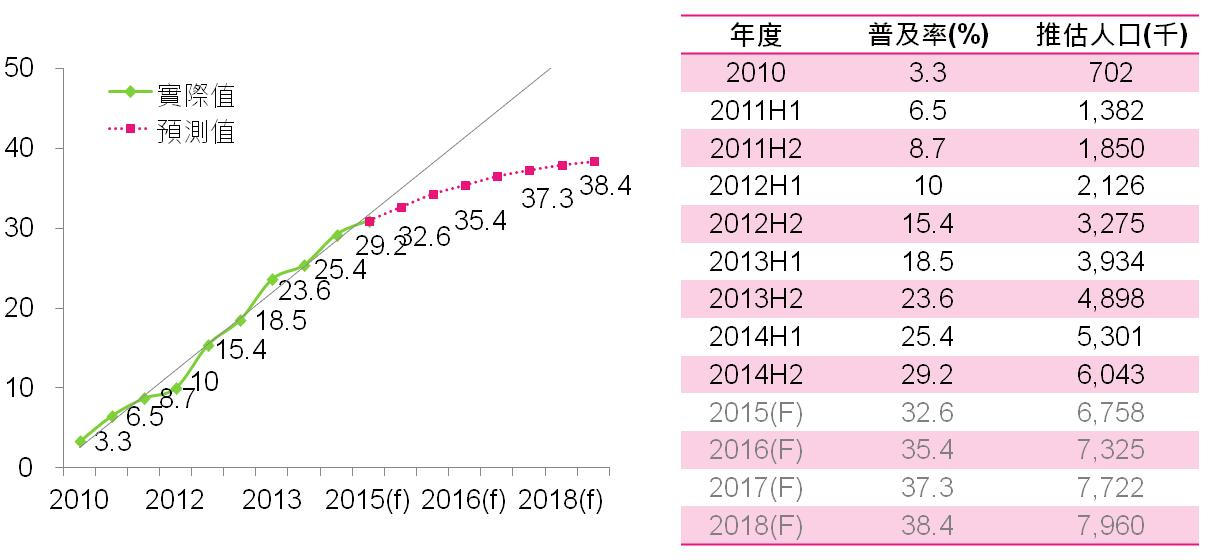 50
40
30
20
10
0
實際值
預測值
3.3
6.5
8.7
10
15.4
18.5
23.6
25.4
29.2
32.6
35.4
37.3
38.4
2010 2012 2013 2015(f) 2016(f) 2018(f)
年度 普及率(%) 推估人口(千)
2010 3.3 702
2011H1 6.5 1,382
2011H2 8.7 1,850
2012H1 10 2,126
2012H2 15.4 3,275
2013H1 18.5 3,934
2013H2 23.6 4,898
2014H1 25.4 5,301
2014H2 29.2 6,043
2015(F) 32.6 6,758
2016(F) 35.4 7,325
2017(F) 37.3 7,722
2018(F) 38.4 7,960